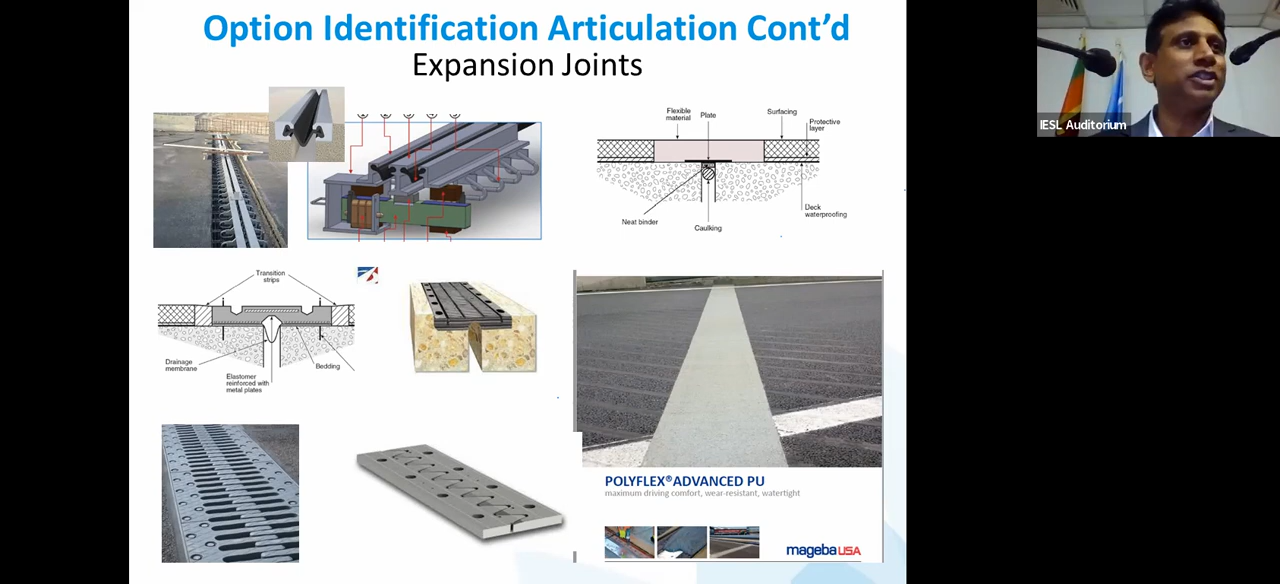 Option Identification Articulation Cont’d
Expansion Joints
Flexible
material
Plate
Surfacing
Protective
layer
Neat binder
Caulking
Deck
waterproofing
Transition
strips
Drainage
membrane
Elastomer
reinforced with
metal plates
Bedding
POLYFLEX®ADVANCED PU
maximum driving comfort, wear-resistant, watertight
mageba USA
IESL Auditorium